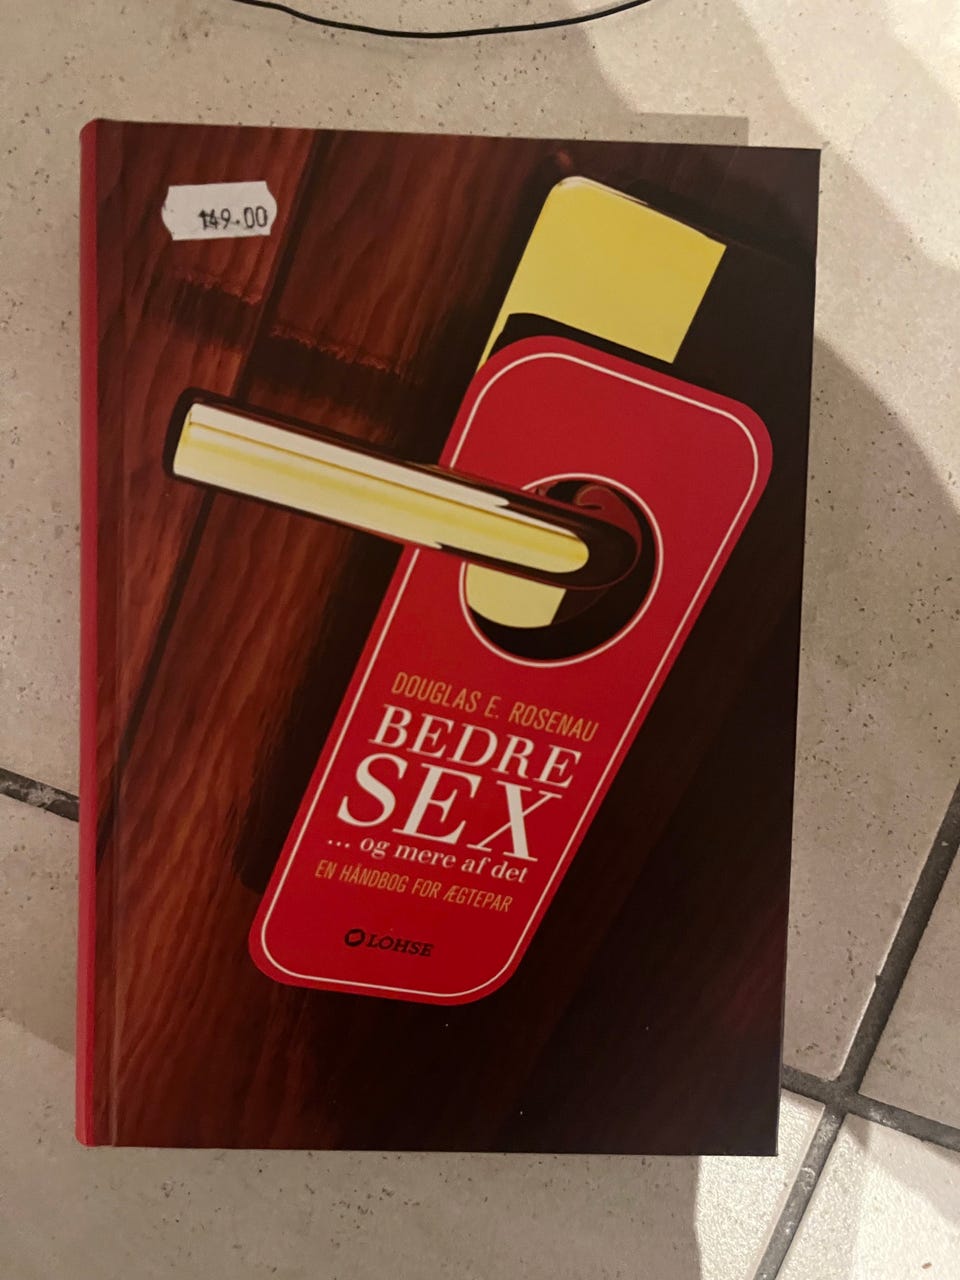 149.00
DOUGLAS E. ROSENAU
BEDRE
SEX
... og mere af det
EN HÅNDBOG FOR ÆGTEPAR
LOHSE